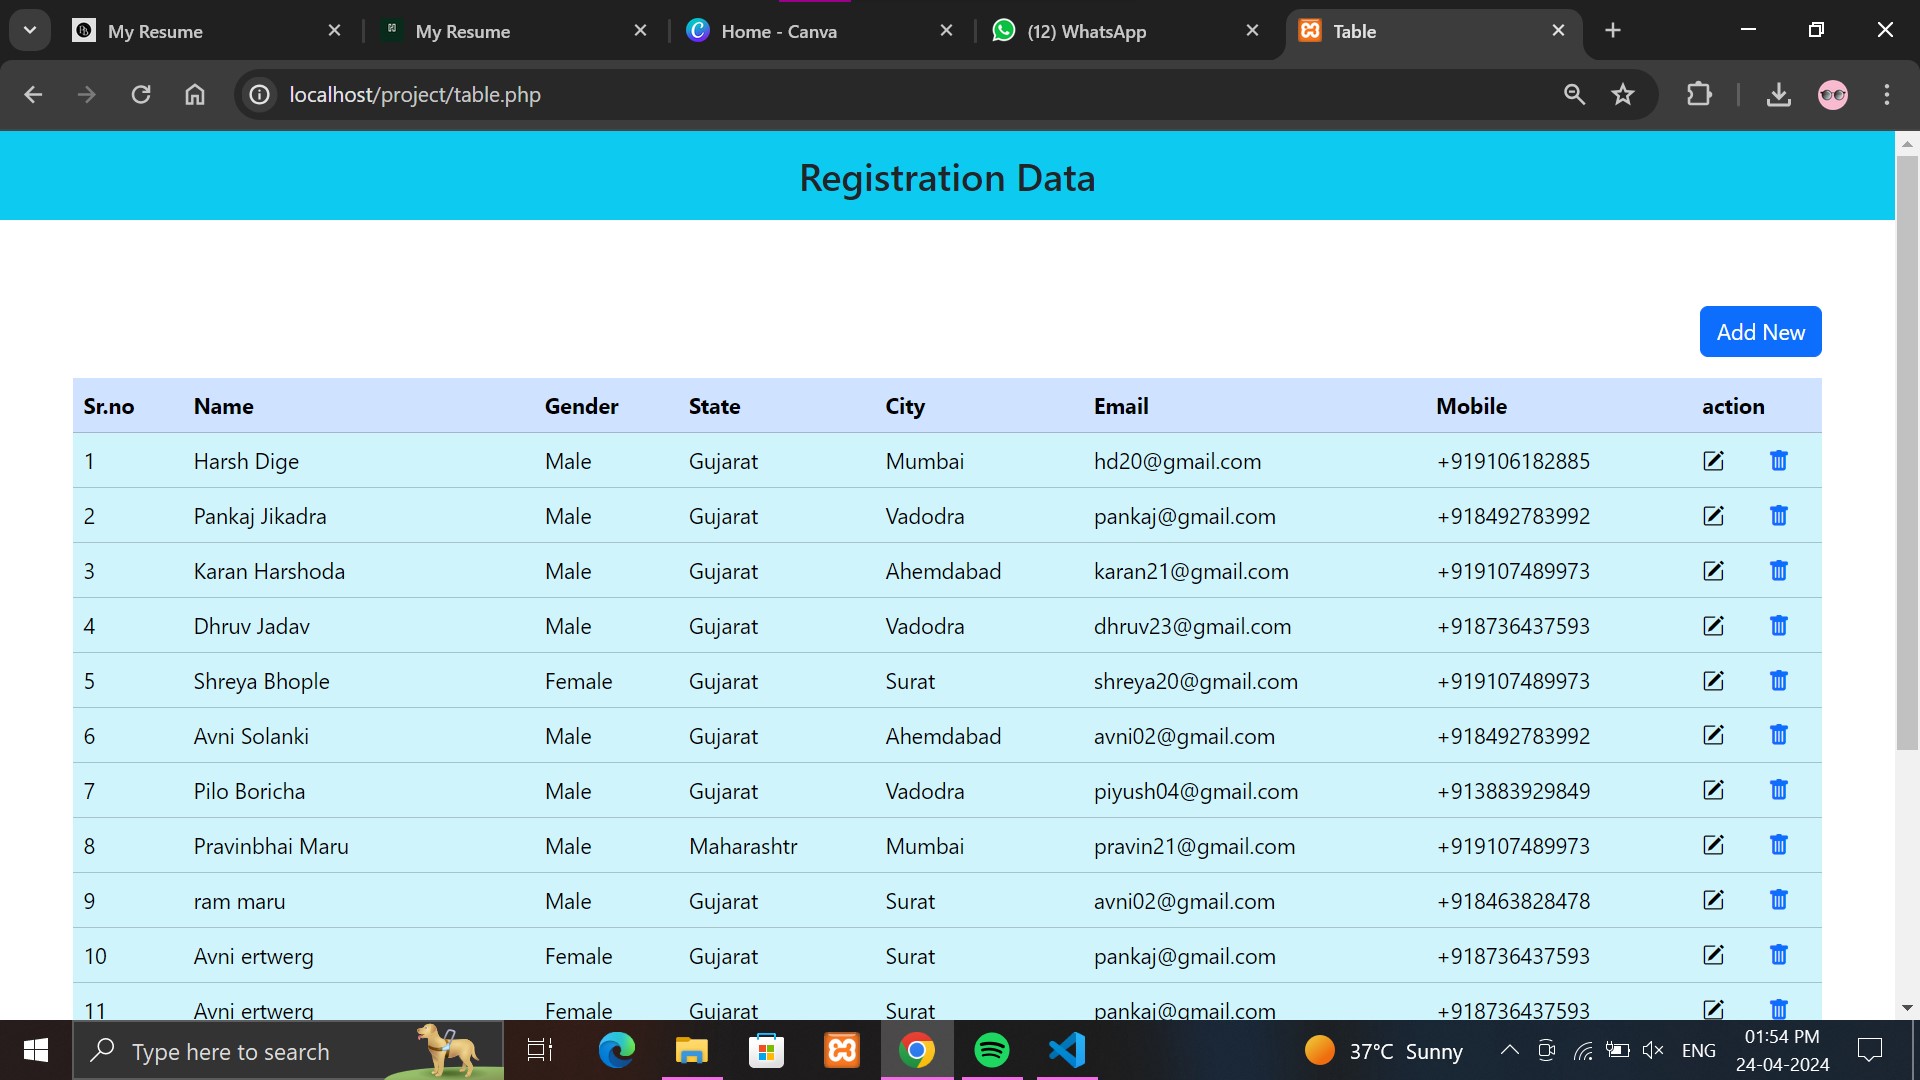 My Resume My Resume Home - Canva (12) WhatsApp Table
localhost/project/table.php
Registration Data
Add New
Sr.no Name Gender State City Email Mobile action
1 Harsh Dige Male Gujarat Mumbai hd20@gmail.com +919106182885
2 Pankaj Jikadra Male Gujarat Vadodra pankaj@gmail.com +918492783992
3 Karan Harshoda Male Gujarat Ahemdabad karan21@gmail.com +919107489973
4 Dhruv Jadav Male Gujarat Vadodra dhruv23@gmail.com +918736437593
5 Shreya Bhople Female Gujarat Surat shreya20@gmail.com +919107489973
6 Avni Solanki Male Gujarat Ahemdabad avni02@gmail.com +918492783992
7 Pilo Boricha Male Gujarat Vadodra piyush04@gmail.com +913883929849
8 Pravinbhai Maru Male Maharashtr Mumbai pravin21@gmail.com +919107489973
9 ram maru Male Gujarat Surat avni02@gmail.com +918463828478
10 Avni ertwerg Female Gujarat Surat pankaj@gmail.com +918736437593
11 Avni ertwerg Female Gujarat Surat pankaj@gmail.com +918736437593
Type here to search 37°C Sunny ENG 01:54 PM
24-04-2024